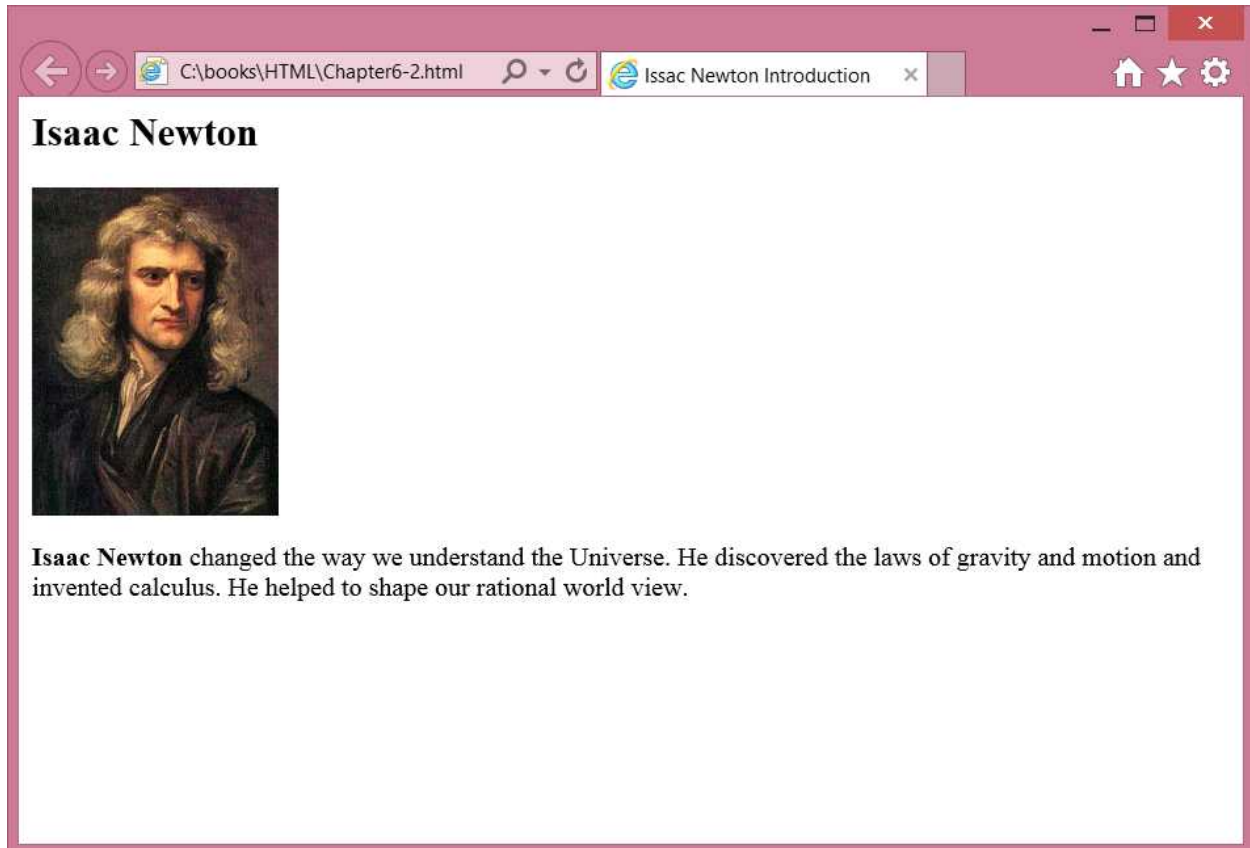 C:\books\HTML\Chapter6-2.html
Issac Newton Introduction
Isaac Newton
Isaac Newton changed the way we understand the Universe. He discovered the laws of gravity and motion and
invented calculus. He helped to shape our rational world view.